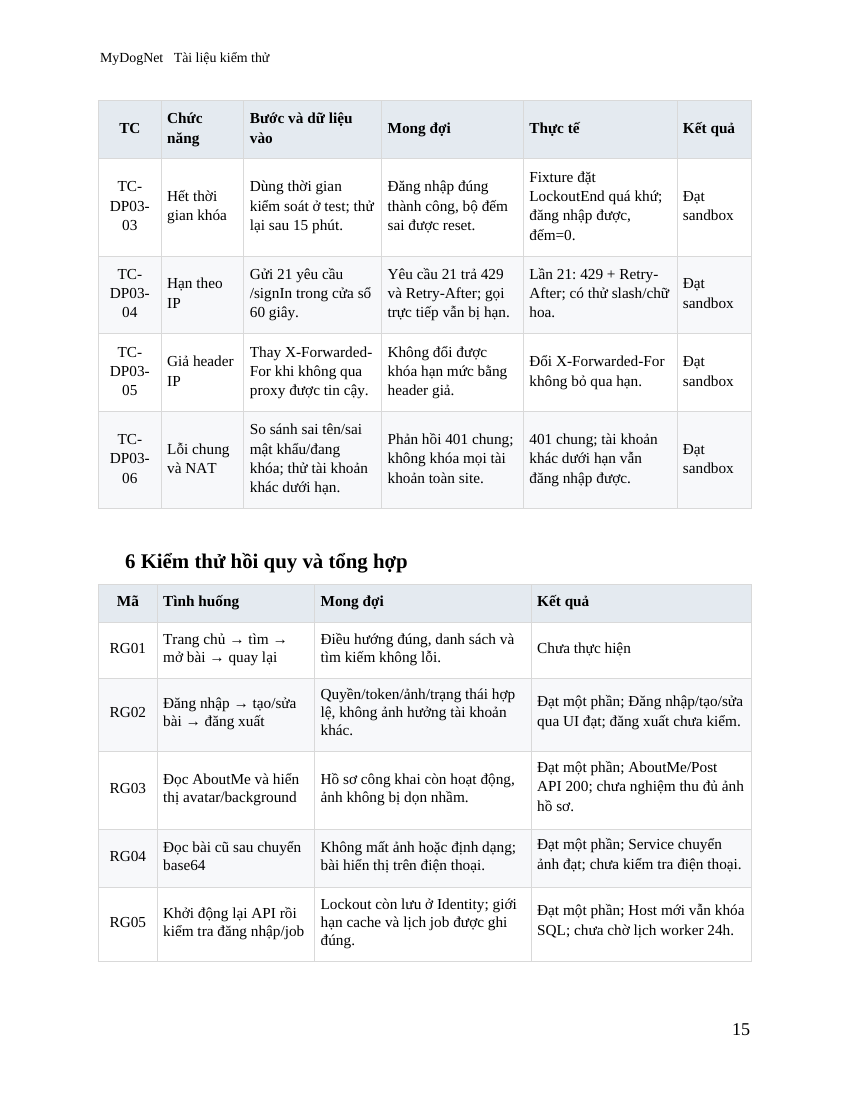 MyDogNet Tài liệu kiểm thử
TC
Chức năng
Bước và dữ liệu vào
Mong đợi
Thực tế
Kết quả
TC-DP03-03
Hết thời gian khóa
Dùng thời gian kiểm soát ở test; thử lại sau 15 phút.
Đăng nhập đúng thành công, bộ đếm sai được reset.
Fixture đặt LockoutEnd quá khứ; đăng nhập được, đếm=0.
Đạt sandbox
TC-DP03-04
Hạn theo IP
Gửi 21 yêu cầu /signIn trong cửa sổ 60 giây.
Yêu cầu 21 trả 429 và Retry-After; gọi trực tiếp vẫn bị hạn.
Lần 21: 429 + Retry-After; có thử slash/chữ hoa.
Đạt sandbox
TC-DP03-05
Giả header IP
Thay X-Forwarded-For khi không qua proxy được tin cậy.
Không đổi được khóa hạn mức bằng header giả.
Đổi X-Forwarded-For không bỏ qua hạn.
Đạt sandbox
TC-DP03-06
Lỗi chung và NAT
So sánh sai tên/sai mật khẩu/đang khóa; thử tài khoản khác dưới hạn.
Phản hồi 401 chung; không khóa mọi tài khoản toàn site.
401 chung; tài khoản khác dưới hạn vẫn đăng nhập được.
Đạt sandbox
6 Kiểm thử hồi quy và tổng hợp
Mã
Tình huống
Mong đợi
Kết quả
RG01
Trang chủ → tìm → mở bài → quay lại
Điều hướng đúng, danh sách và tìm kiếm không lỗi.
Chưa thực hiện
RG02
Đăng nhập → tạo/sửa bài → đăng xuất
Quyền/token/ảnh/trạng thái hợp lệ, không ảnh hưởng tài khoản khác.
Đạt một phần; Đăng nhập/tạo/sửa qua UI đạt; đăng xuất chưa kiểm.
RG03
Đọc AboutMe và hiển thị avatar/background
Hồ sơ công khai còn hoạt động, ảnh không bị dọn nhầm.
Đạt một phần; AboutMe/Post API 200; chưa nghiệm thu đủ ảnh hồ sơ.
RG04
Đọc bài cũ sau chuyển base64
Không mất ảnh hoặc định dạng; bài hiển thị trên điện thoại.
Đạt một phần; Service chuyển ảnh đạt; chưa kiểm tra điện thoại.
RG05
Khởi động lại API rồi kiểm tra đăng nhập/job
Lockout còn lưu ở Identity; giới hạn cache và lịch job được ghi đúng.
Đạt một phần; Host mới vẫn khóa SQL; chưa chờ lịch worker 24h.
15